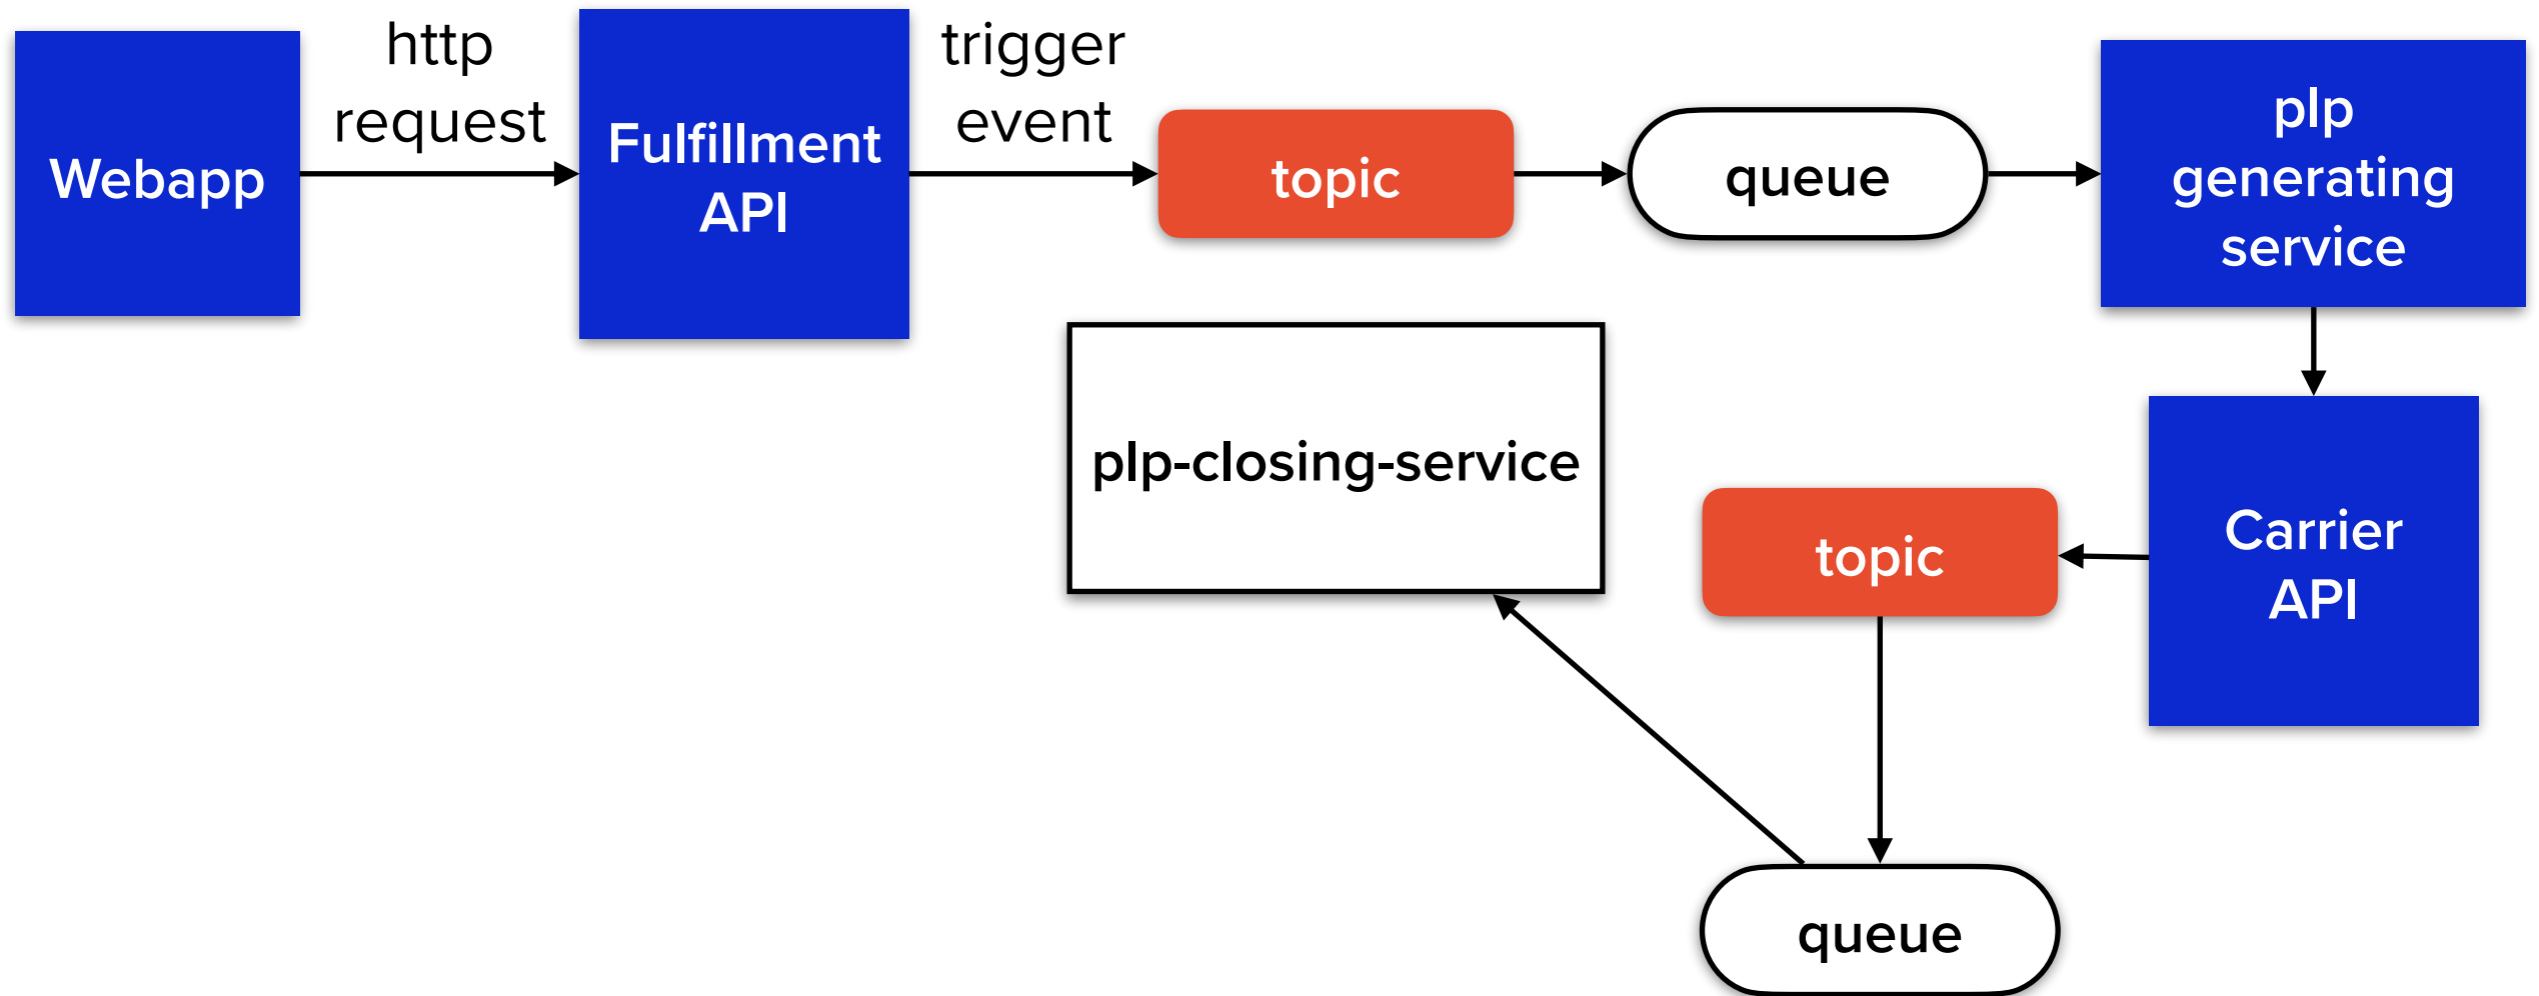 Webapp
http
request
Fulfillment
API
trigger
event
topic
queue
plp
generating
service
plp-closing-service
topic
Carrier
API
queue